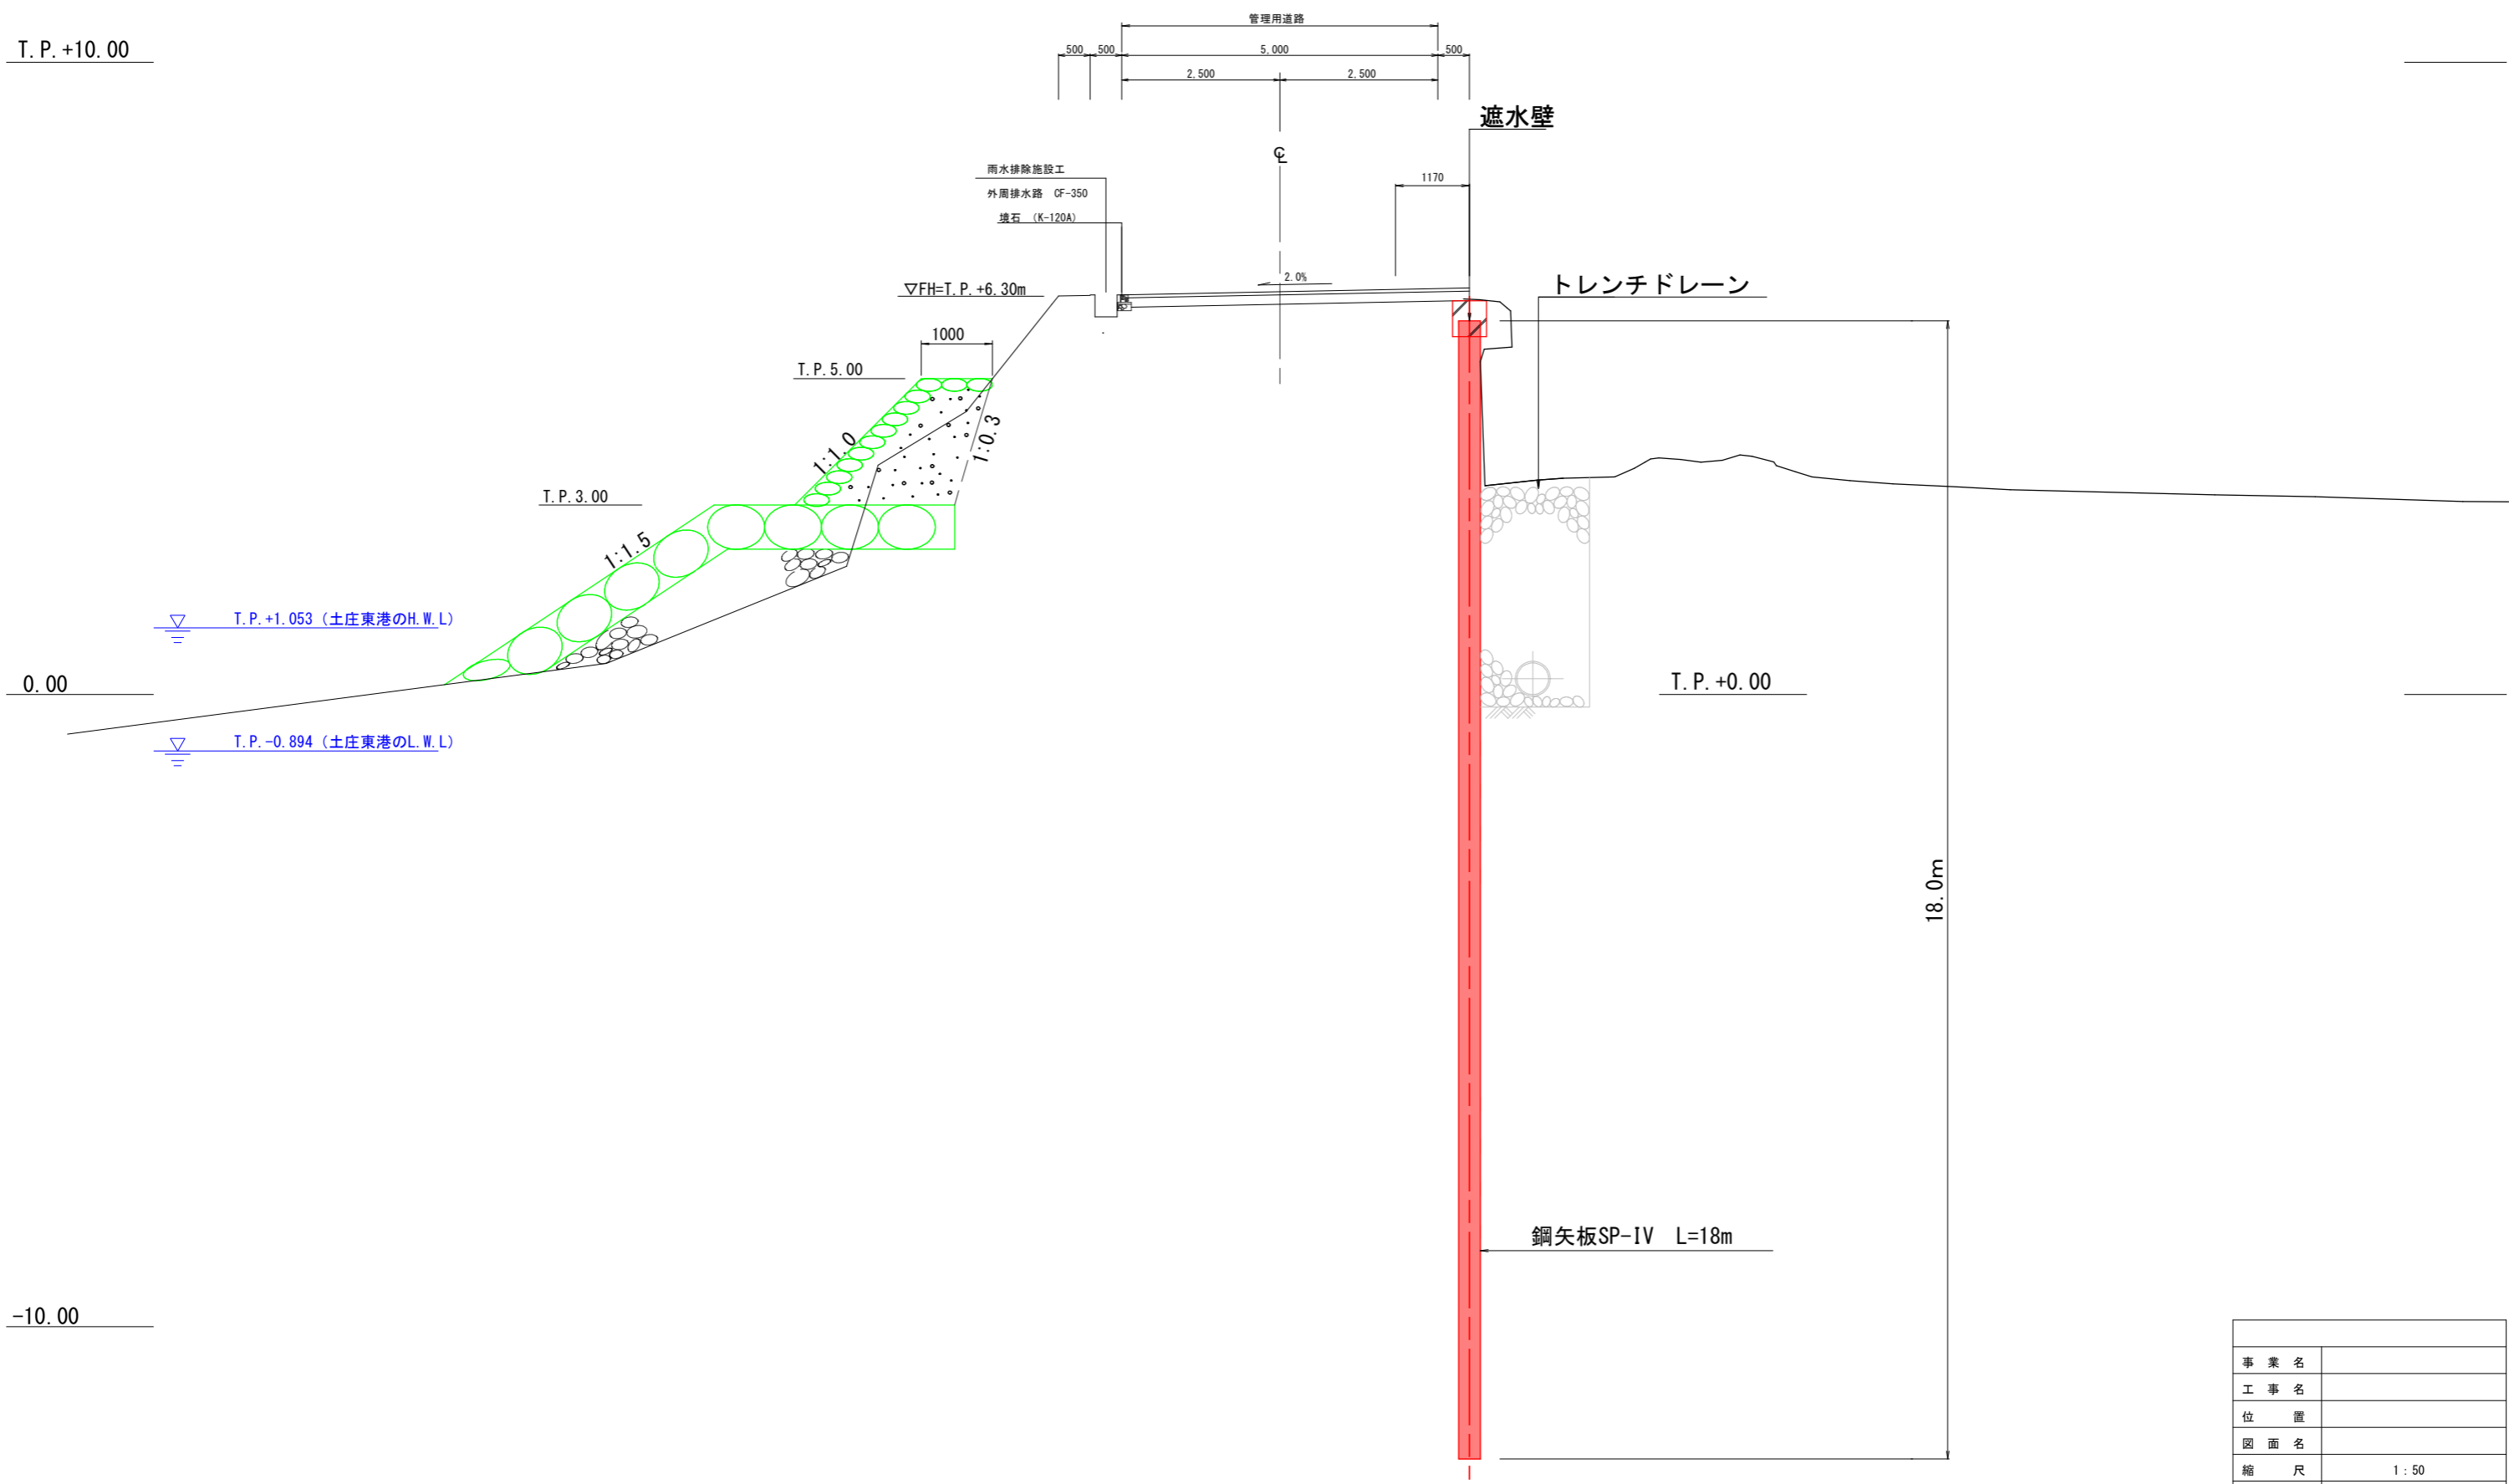 管理用道路
T.P.+10.00
500 500 5,000 500
2,500 2,500
遮水壁
℄
雨水排除施設工
1170
外周排水路 CF-350
境石 (K-120A)
2.0%
▽FH=T.P.+6.30m
トレンチドレーン
1000
T.P.5.00
1:1.0
1:0.3
T.P.3.00
1:1.5
T.P.+1.053 (土庄東港のH.W.L)
0.00
T.P.+0.00
T.P.-0.894 (土庄東港のL.W.L)
18.0m
鋼矢板SP-IV L=18m
-10.00
事業名
工事名
位置
図面名
縮尺 1:50